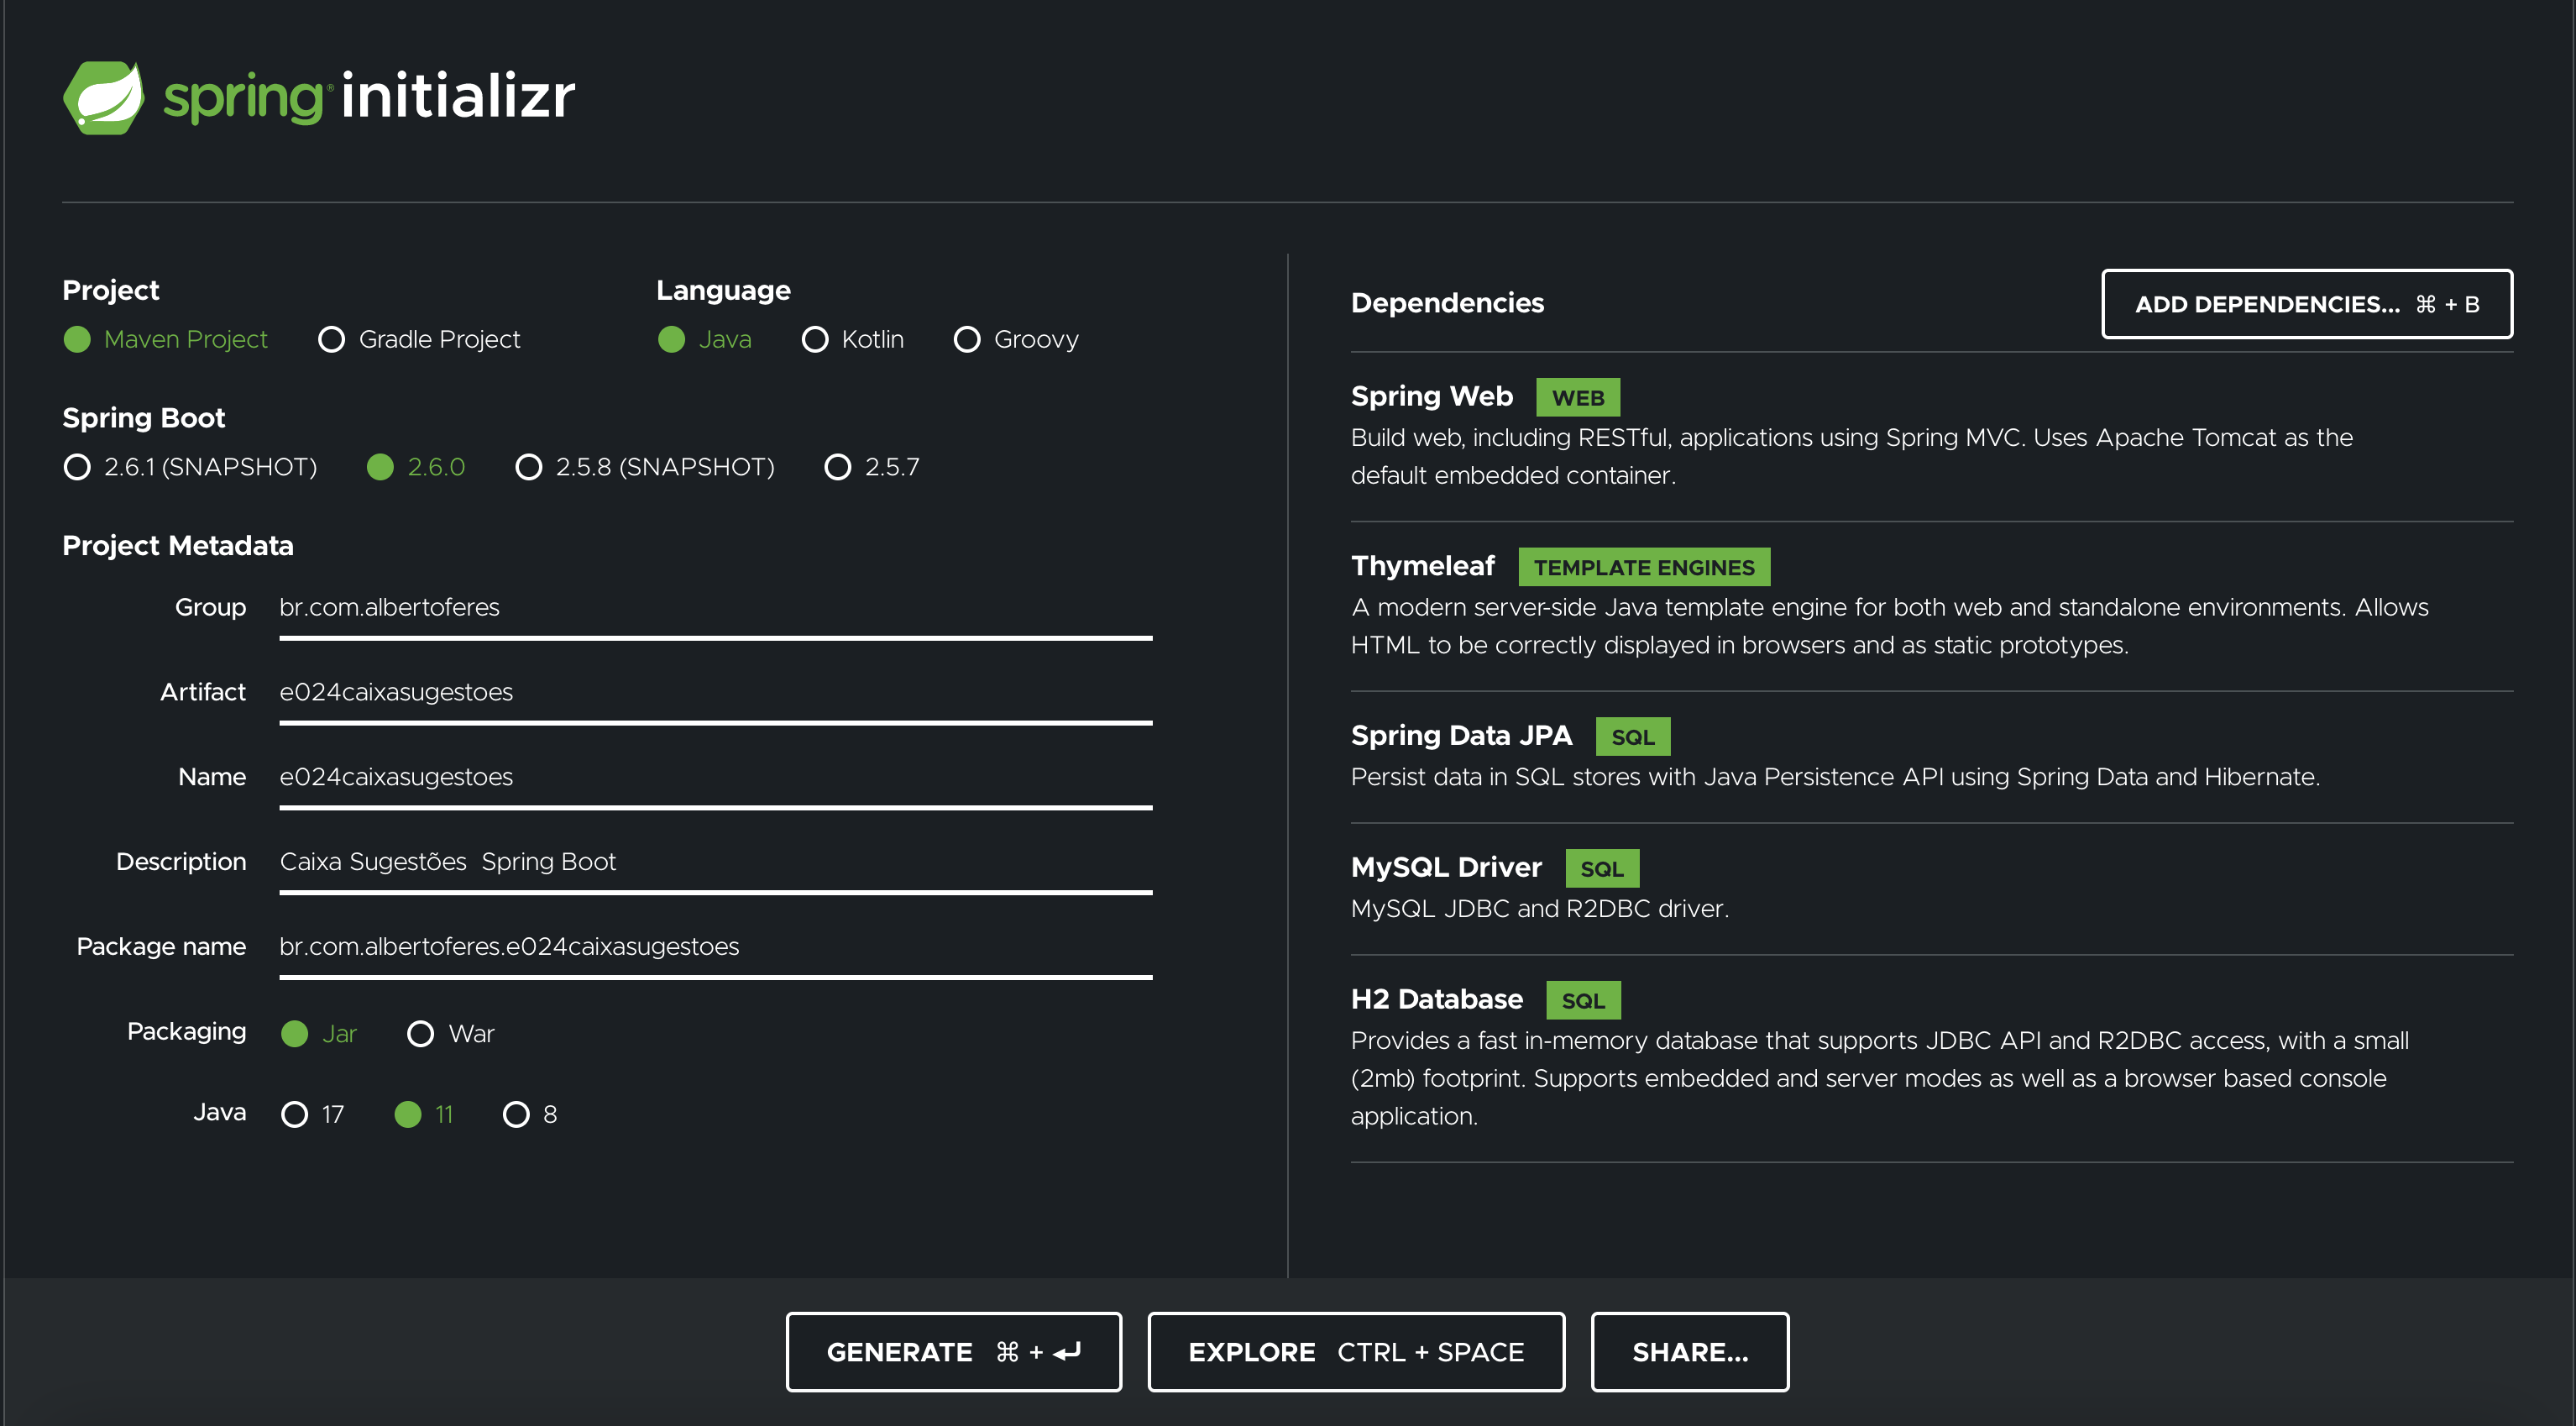 spring® initializr
Project
Maven Project Gradle Project
Language
Java Kotlin Groovy
Spring Boot
2.6.1 (SNAPSHOT) 2.6.0 2.5.8 (SNAPSHOT) 2.5.7
Project Metadata
Group br.com.albertoferes
Artifact e024caixasugestoes
Name e024caixasugestoes
Description Caixa Sugestões  Spring Boot
Package name br.com.albertoferes.e024caixasugestoes
Packaging Jar War
Java 17 11 8
Dependencies ADD DEPENDENCIES... ⌘ + B
Spring Web WEB
Build web, including RESTful, applications using Spring MVC. Uses Apache Tomcat as the
default embedded container.
Thymeleaf TEMPLATE ENGINES
A modern server-side Java template engine for both web and standalone environments. Allows
HTML to be correctly displayed in browsers and as static prototypes.
Spring Data JPA SQL
Persist data in SQL stores with Java Persistence API using Spring Data and Hibernate.
MySQL Driver SQL
MySQL JDBC and R2DBC driver.
H2 Database SQL
Provides a fast in-memory database that supports JDBC API and R2DBC access, with a small
(2mb) footprint. Supports embedded and server modes as well as a browser based console
application.
GENERATE ⌘ + ↵ EXPLORE CTRL + SPACE SHARE...